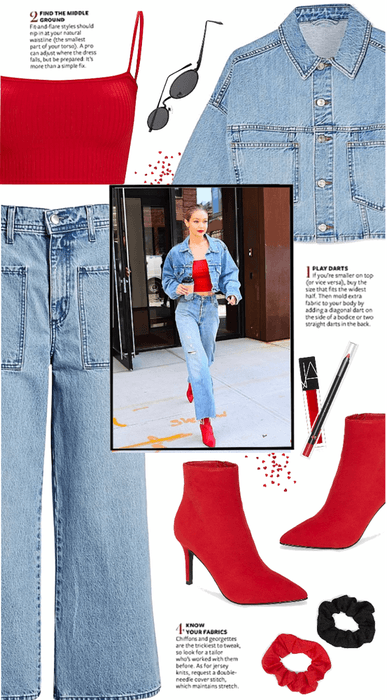 2 FIND THE MIDDLE
GROUND
Fit-and-flare styles should
nip in at your natural
waistline (the smallest
part of your torso). A pro
can adjust where the dress
falls, but be prepared: It's
more than a simple fix.
1 PLAY DARTS
If you're smaller on top
(or vice versa), buy the
size that fits the widest
half. Then mold extra
fabric to your body by
adding a diagonal dart on
the side of a bodice or two
straight darts in the back.
NARS
4 KNOW
YOUR FABRICS
Chiffons and georgettes
are the trickiest to tweak,
so look for a tailor
who's worked with them
before. As for jersey
knits, request a double-
needle cover stitch,
which maintains stretch.